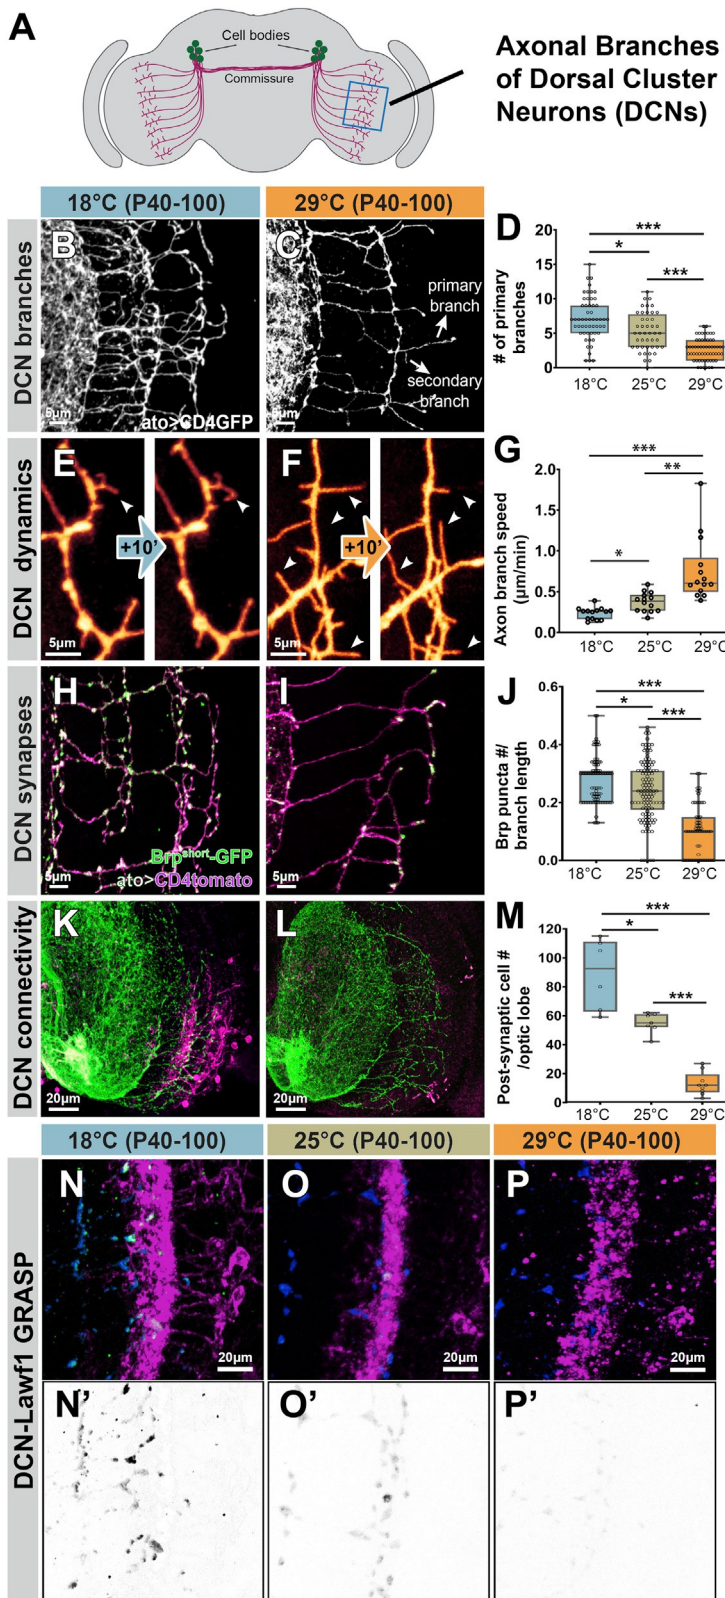 A
Cell bodies
Commissure
Axonal Branches
of Dorsal Cluster
Neurons (DCNs)
18°C (P40-100)
29°C (P40-100)
DCN branches
B
5µm
ato>CD4GFP
C
primary
branch
secondary
branch
5µm
D
# of primary
branches
20
15
10
5
0
***
*
***
18°C
25°C
29°C
DCN dynamics
E
+10'
5µm
F
+10'
5µm
G
Axon branch speed
(µm/min)
2.0
1.5
1.0
0.5
0.0
***
**
*
18°C
25°C
29°C
DCN synapses
H
5µm
Brpshort-GFP
ato>CD4tomato
I
5µm
J
Brp puncta #/
branch length
0.6
0.4
0.2
0.0
***
*
***
18°C
25°C
29°C
DCN connectivity
K
20µm
L
20µm
M
Post-synaptic cell #
/optic lobe
120
100
80
60
40
20
0
***
*
***
18°C
25°C
29°C
18°C (P40-100)
25°C (P40-100)
29°C (P40-100)
DCN-Lawf1 GRASP
N
20µm
O
20µm
P
20µm
N'
O'
P'